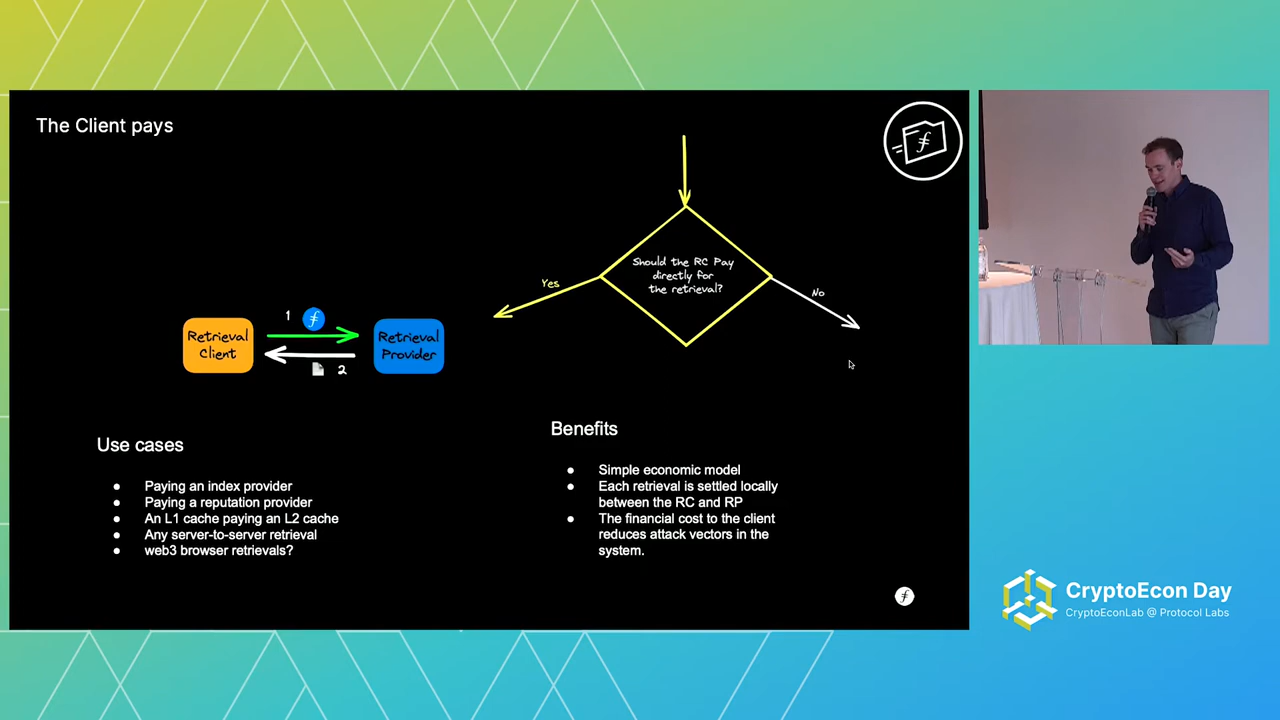 The Client pays
Should the RC Pay
directly for
the retrieval?
Yes
No
1
Retrieval
Client
Retrieval
Provider
2
Use cases
● Paying an index provider
● Paying a reputation provider
● An L1 cache paying an L2 cache
● Any server-to-server retrieval
● web3 browser retrievals?
Benefits
● Simple economic model
● Each retrieval is settled locally
between the RC and RP
● The financial cost to the client
reduces attack vectors in the
system.
CryptoEcon Day
CryptoEconLab @ Protocol Labs